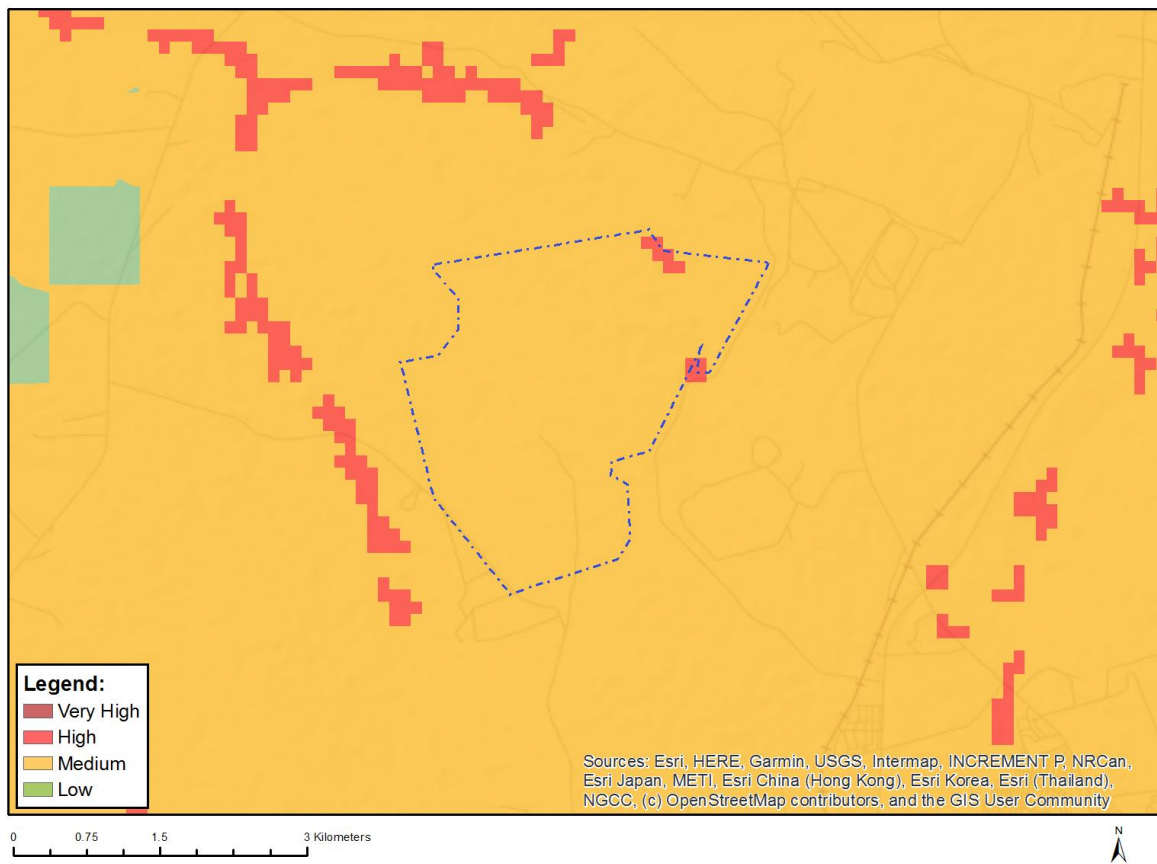 Legend:
Very High
High
Medium
Low
Sources: Esri, HERE, Garmin, USGS, Intermap, INCREMENT P, NRCan,
Esri Japan, METI, Esri China (Hong Kong), Esri Korea, Esri (Thailand),
NGCC, (c) OpenStreetMap contributors, and the GIS User Community
0 0.75 1.5 3 Kilometers
N